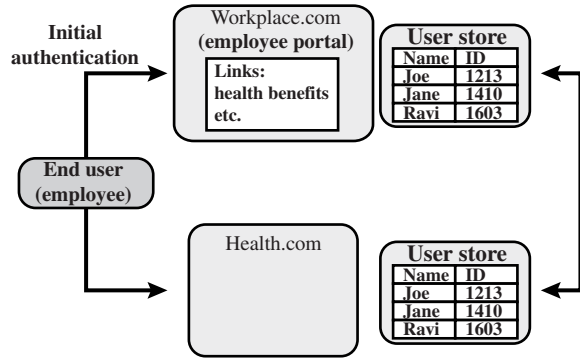 Initial
authentication
Workplace.com
(employee portal)
Links:
health benefits
etc.
User store
Name ID
Joe 1213
Jane 1410
Ravi 1603
End user
(employee)
Health.com
User store
Name ID
Joe 1213
Jane 1410
Ravi 1603